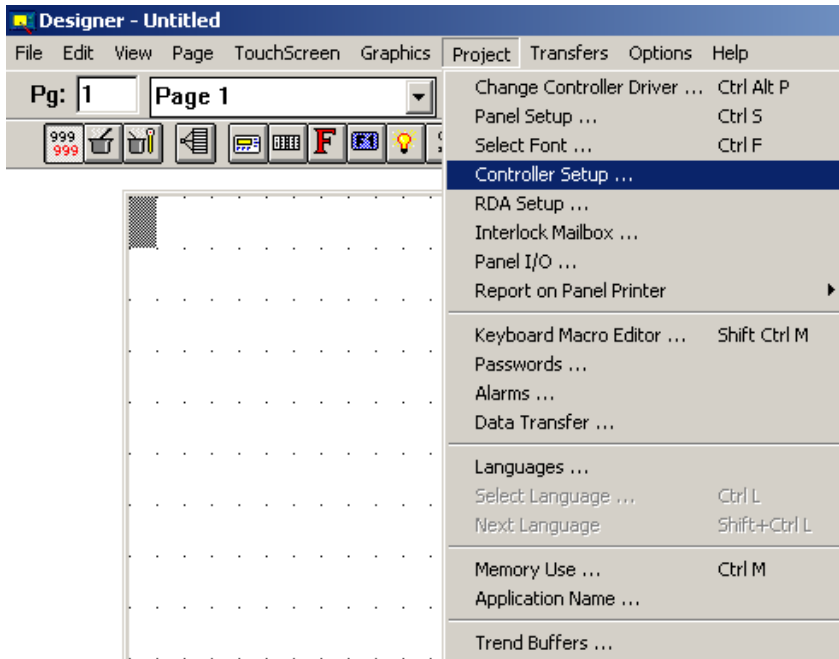 Designer - Untitled
File Edit View Page TouchScreen Graphics Project Transfers Options Help
Pg: 1 Page 1
999
999
F
F1
Change Controller Driver ... Ctrl Alt P
Panel Setup ... Ctrl S
Select Font ... Ctrl F
Controller Setup ...
RDA Setup ...
Interlock Mailbox ...
Panel I/O ...
Report on Panel Printer
Keyboard Macro Editor ... Shift Ctrl M
Passwords ...
Alarms ...
Data Transfer ...
Languages ...
Select Language ... Ctrl L
Next Language Shift+Ctrl L
Memory Use ... Ctrl M
Application Name ...
Trend Buffers ...